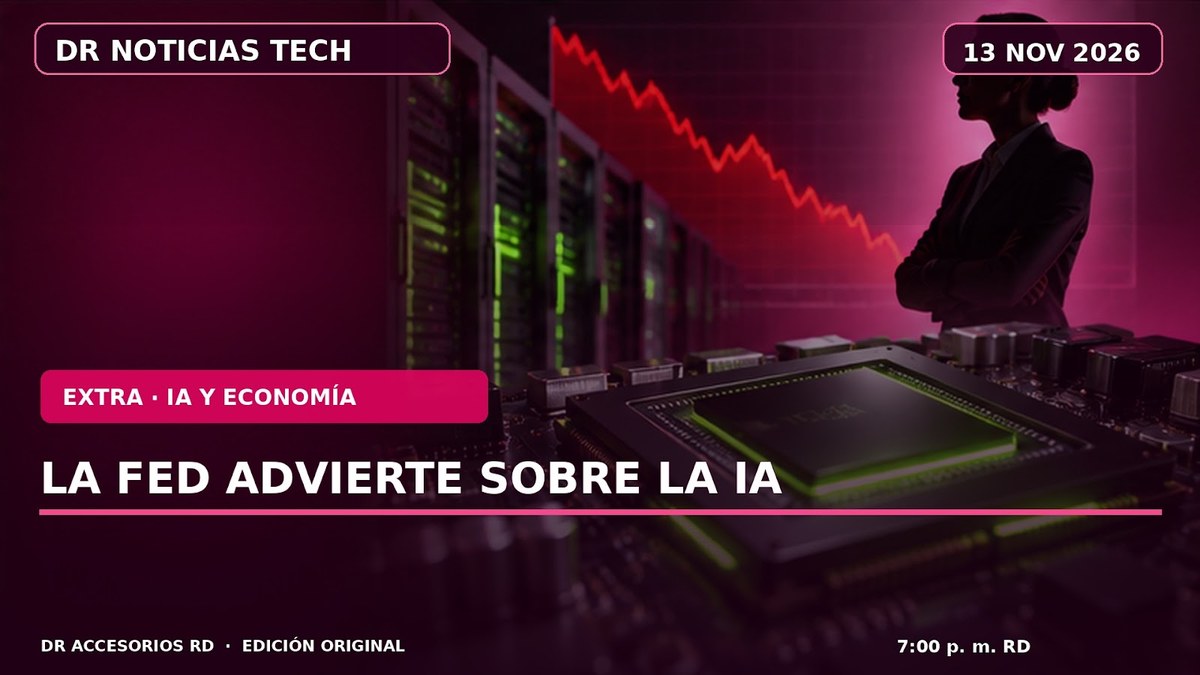 DR NOTICIAS TECH
13 NOV 2026
EXTRA · IA Y ECONOMÍA
LA FED ADVIERTE SOBRE LA IA
DR ACCESORIOS RD · EDICIÓN ORIGINAL
7:00 p. m. RD